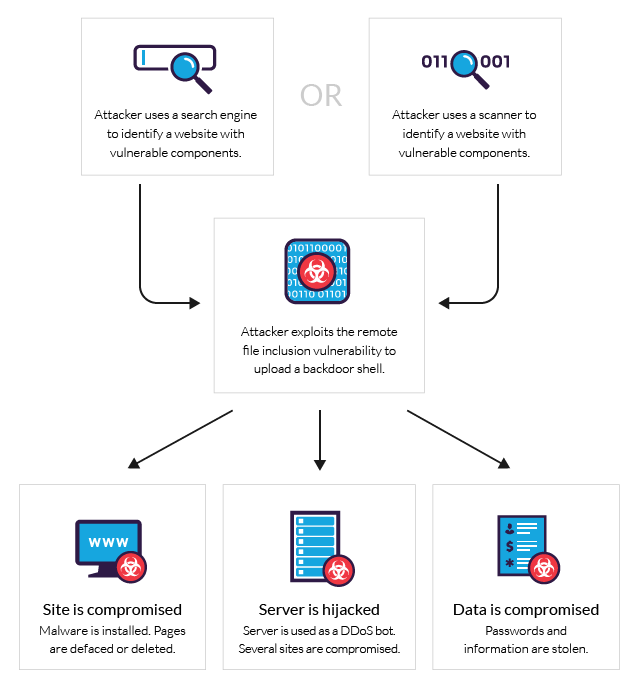 011 001
Attacker uses a search engine
to identify a website with
vulnerable components.
OR
Attacker uses a scanner to
identify a website with
vulnerable components.
010110000
Attacker exploits the remote
file inclusion vulnerability to
upload a backdoor shell.
00110 01101
www
$
*
Site is compromised
Malware is installed. Pages
are defaced or deleted.
Server is hijacked
Server is used as a DDoS bot.
Several sites are compromised.
Data is compromised
Passwords and
information are stolen.